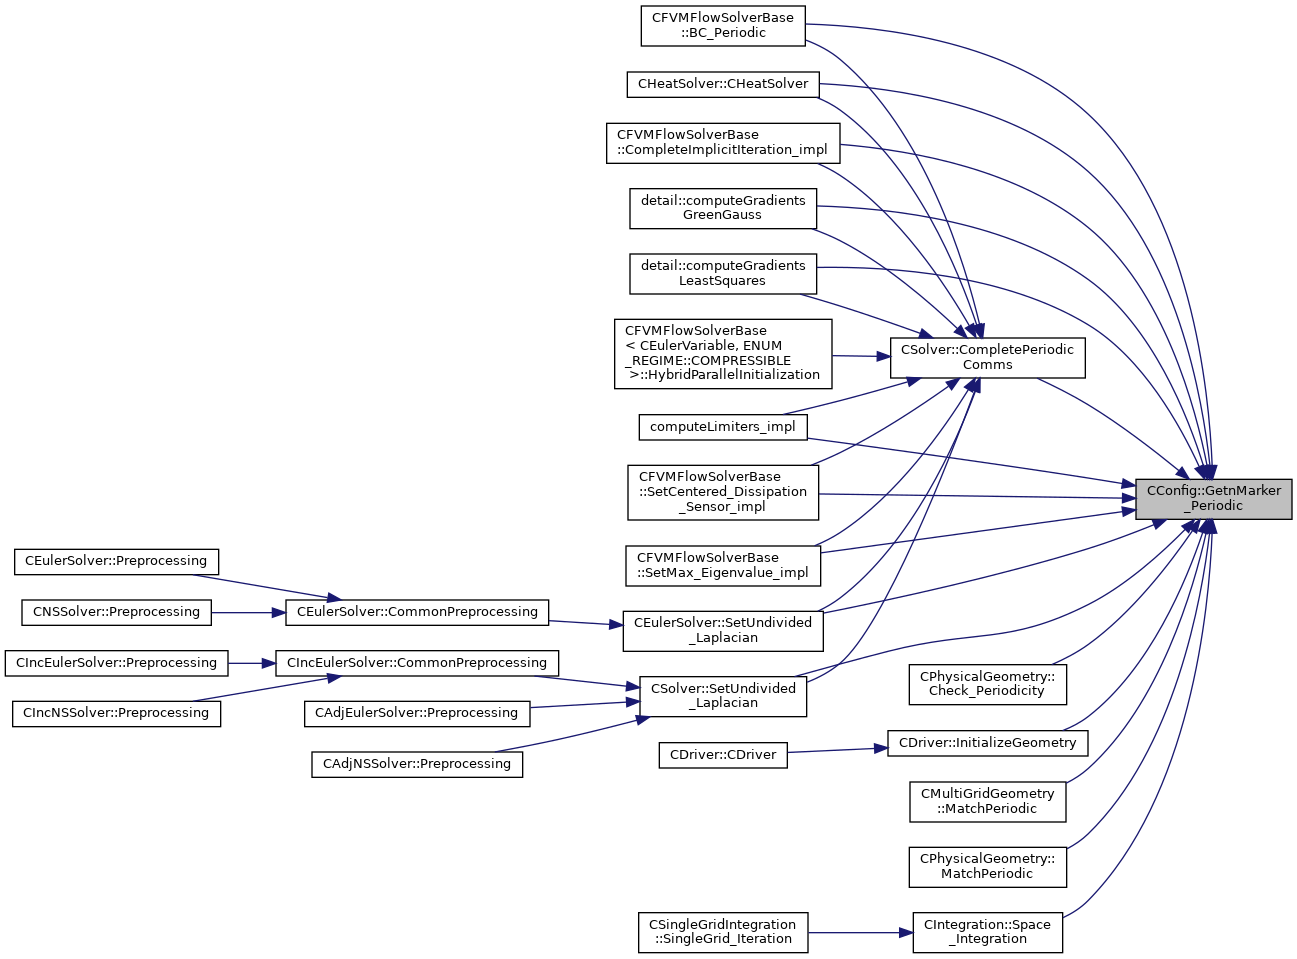 CFVMFlowSolverBase
::BC_Periodic
CHeatSolver::CHeatSolver
CFVMFlowSolverBase
::CompleteImplicitIteration_impl
detail::computeGradients
GreenGauss
detail::computeGradients
LeastSquares
CFVMFlowSolverBase
< CEulerVariable, ENUM
_REGIME::COMPRESSIBLE
>::HybridParallelInitialization
CSolver::CompletePeriodic
Comms
computeLimiters_impl
CFVMFlowSolverBase
::SetCentered_Dissipation
_Sensor_impl
CConfig::GetnMarker
_Periodic
CFVMFlowSolverBase
::SetMax_Eigenvalue_impl
CEulerSolver::Preprocessing
CNSSolver::Preprocessing
CEulerSolver::CommonPreprocessing
CEulerSolver::SetUndivided
_Laplacian
CIncEulerSolver::Preprocessing
CIncEulerSolver::CommonPreprocessing
CIncNSSolver::Preprocessing
CAdjEulerSolver::Preprocessing
CSolver::SetUndivided
_Laplacian
CPhysicalGeometry::
Check_Periodicity
CAdjNSSolver::Preprocessing
CDriver::CDriver
CDriver::InitializeGeometry
CMultiGridGeometry
::MatchPeriodic
CPhysicalGeometry::
MatchPeriodic
CSingleGridIntegration
::SingleGrid_Iteration
CIntegration::Space
_Integration